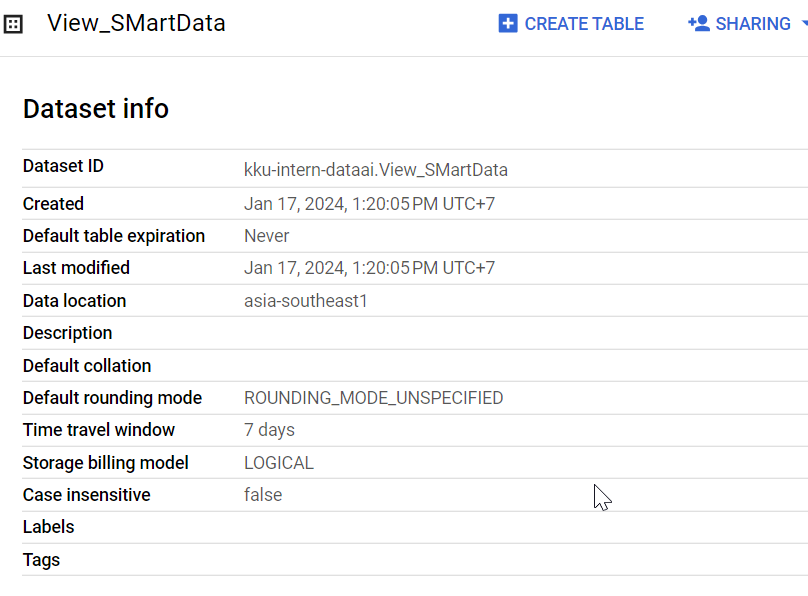 View_SMartData
CREATE TABLE
SHARING
Dataset info
Dataset ID kku-intern-dataai.View_SMartData
Created Jan 17, 2024, 1:20:05 PM UTC+7
Default table expiration Never
Last modified Jan 17, 2024, 1:20:05 PM UTC+7
Data location asia-southeast1
Description
Default collation
Default rounding mode ROUNDING_MODE_UNSPECIFIED
Time travel window 7 days
Storage billing model LOGICAL
Case insensitive false
Labels
Tags